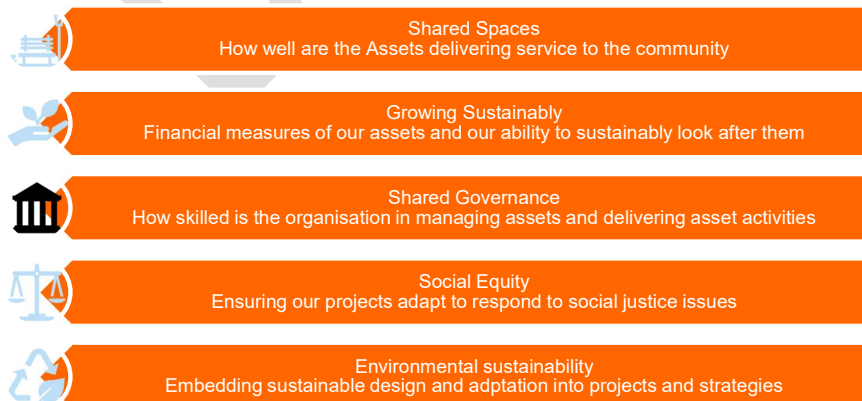 Shared Spaces
How well are the Assets delivering service to the community
Growing Sustainably
Financial measures of our assets and our ability to sustainably look after them
Shared Governance
How skilled is the organisation in managing assets and delivering asset activities
Social Equity
Ensuring our projects adapt to respond to social justice issues
Environmental sustainability
Embedding sustainable design and adptation into projects and strategies